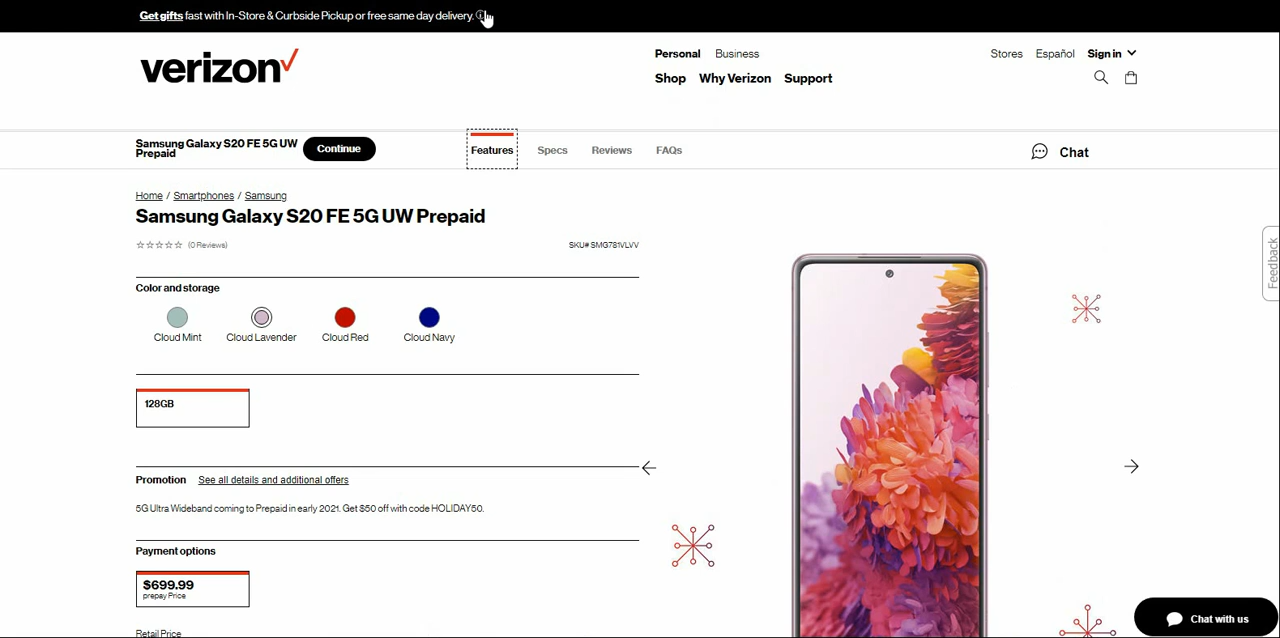 Get gifts fast with In-Store & Curbside Pickup or free same day delivery.
verizon
Personal Business
Stores Español Sign in
Shop Why Verizon Support
Samsung Galaxy S20 FE 5G UW
Prepaid
Continue
Features Specs Reviews FAQs
Chat
Home / Smartphones / Samsung
Samsung Galaxy S20 FE 5G UW Prepaid
(0 Reviews)
SKU# SMG781VLVV
Feedback
Color and storage
Cloud Mint Cloud Lavender Cloud Red Cloud Navy
128GB
Promotion See all details and additional offers
5G Ultra Wideband coming to Prepaid in early 2021. Get $50 off with code HOLIDAY50.
Payment options
$699.99
prepay Price
Retail Price
Chat with us